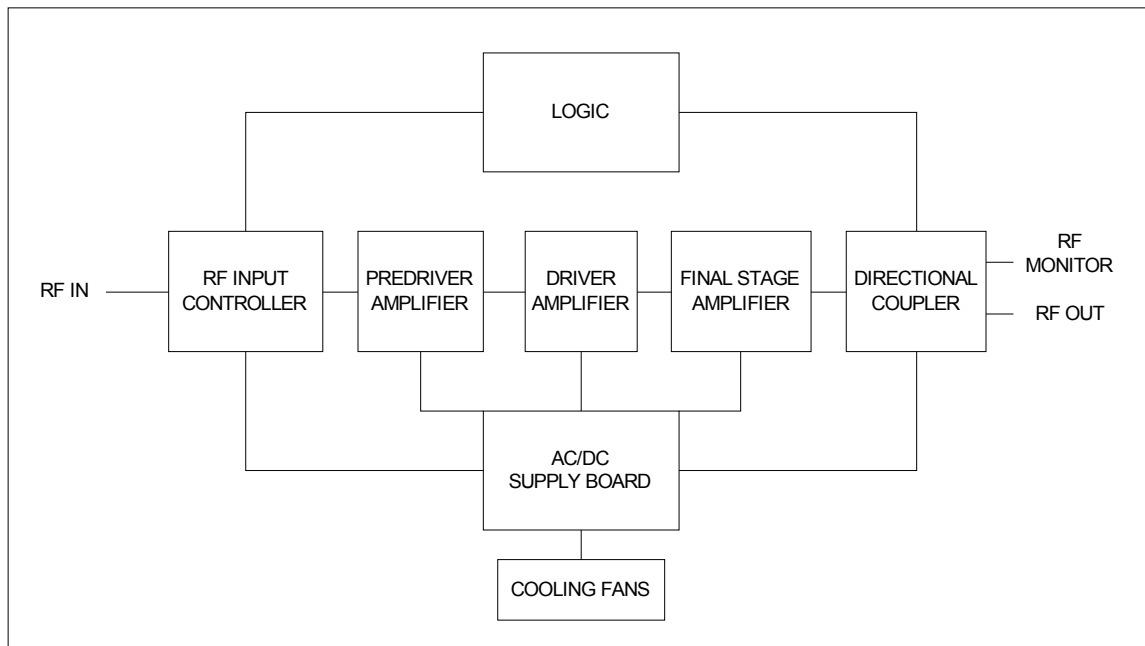 LOGIC
RF IN
RF INPUT
CONTROLLER
PREDRIVER
AMPLIFIER
DRIVER
AMPLIFIER
FINAL STAGE
AMPLIFIER
DIRECTIONAL
COUPLER
RF
MONITOR
RF OUT
AC/DC
SUPPLY BOARD
COOLING FANS